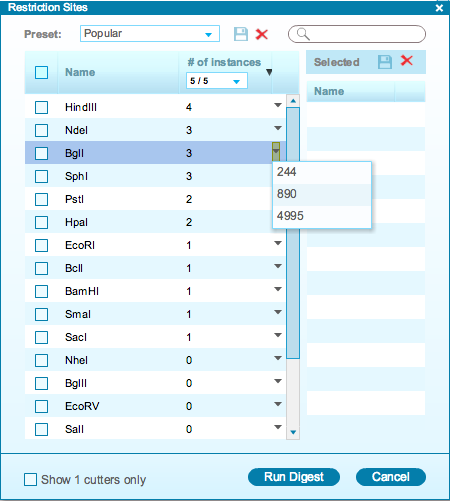 Restriction Sites
Preset: Popular
Selected
Name # of Instances
5 / 5
Name
HindIII 4
NdeI 3
BglI 3
244
SphI 3
890
PstI 2
4995
HpaI 2
EcoRI 1
BclI 1
BamHI 1
SmaI 1
SacI 1
NheI 0
BglII 0
EcoRV 0
SalI 0
Show 1 cutters only
Run Digest
Cancel